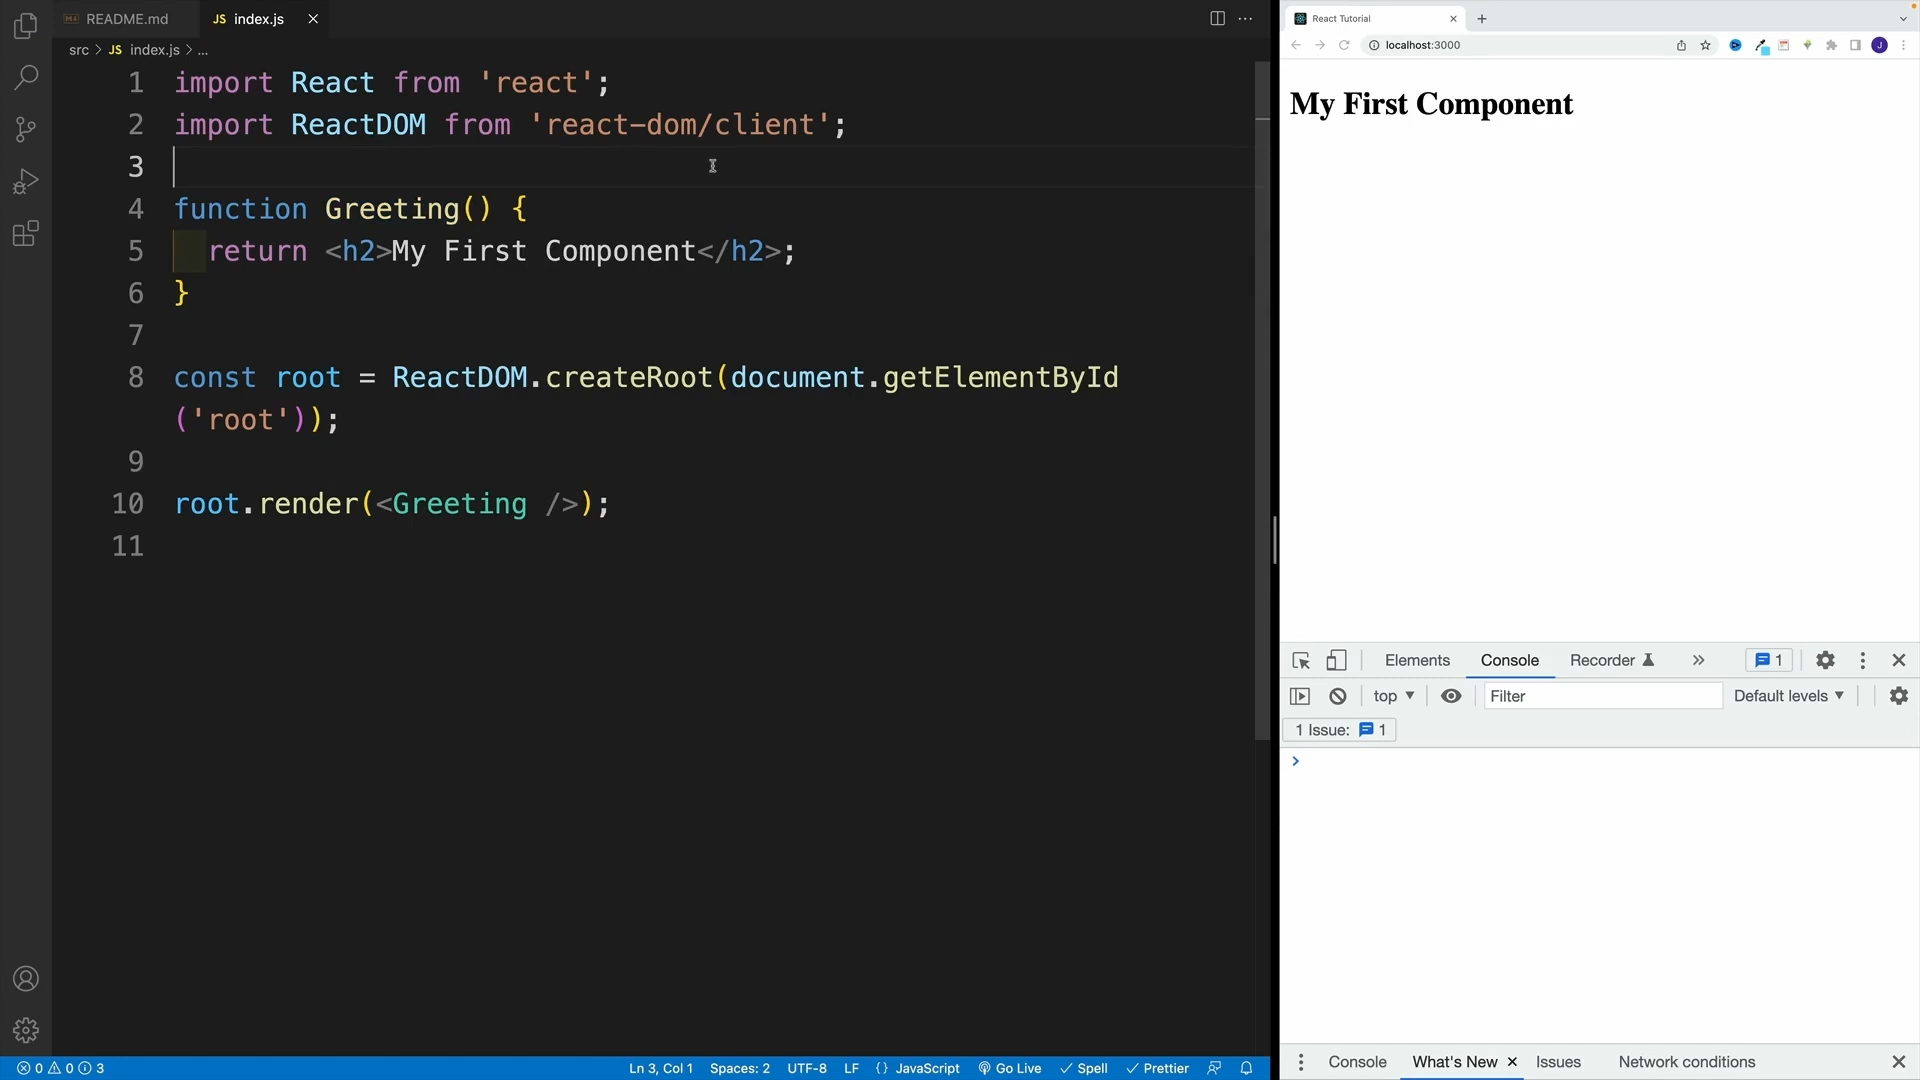 README.md
JS index.js
src > JS index.js > ...
1 import React from 'react';
2 import ReactDOM from 'react-dom/client';
3
4 function Greeting() {
5 return <h2>My First Component</h2>;
6 }
7
8 const root = ReactDOM.createRoot(document.getElementById
('root'));
9
10 root.render(<Greeting />);
11
0 0 3
Ln 3, Col 1 Spaces: 2 UTF-8 LF {} JavaScript Go Live Spell Prettier
React Tutorial
localhost:3000
J
My First Component
Elements Console Recorder 1
top Filter Default levels
1 Issue: 1
Console What's New Issues Network conditions